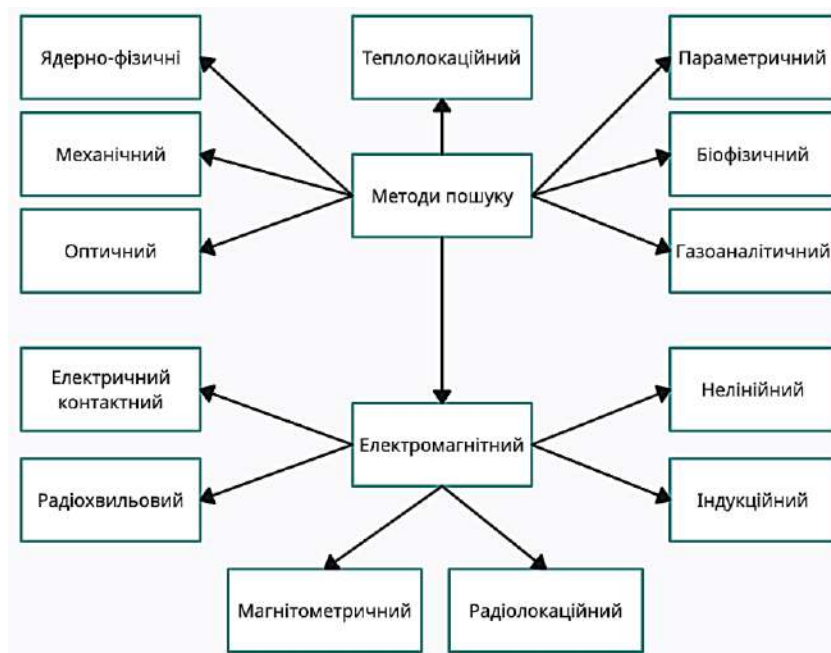 Ядерно-фізичні
Теплолокаційний
Параметричний
Механічний
Методи пошуку
Біофізичний
Оптичний
Газоаналітичний
Електричний
контактний
Електромагнітний
Нелінійний
Радіохвильовий
Індукційний
Магнітометричний
Радіолокаційний